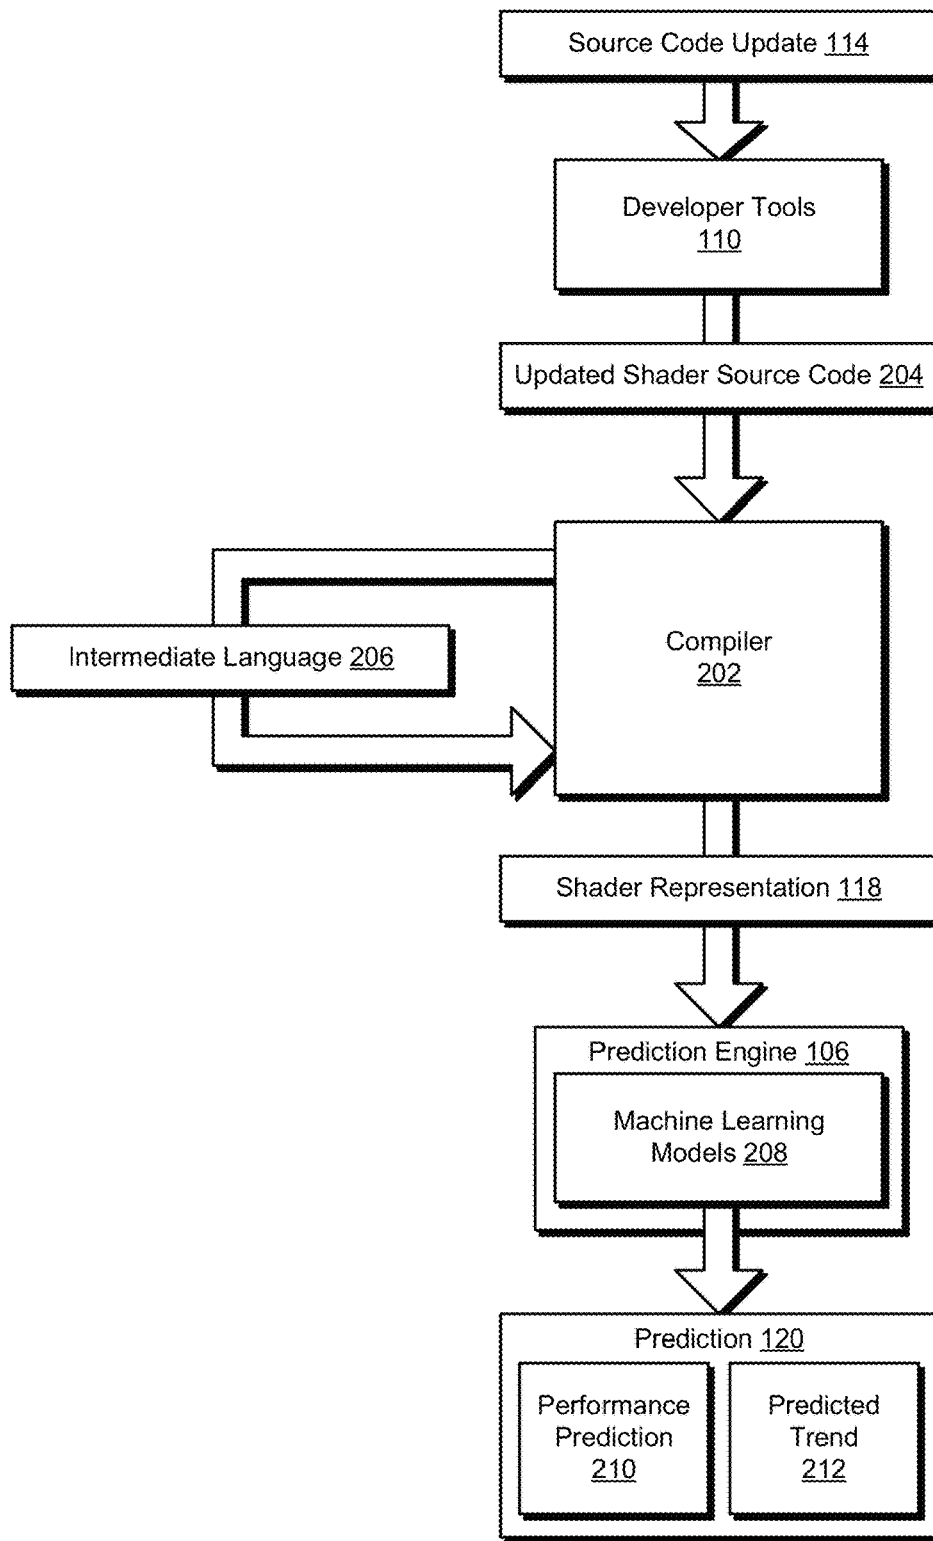 Source Code Update 114
Developer Tools
110
Updated Shader Source Code 204
Compiler
202
Intermediate Language 206
Shader Representation 118
Prediction Engine 106
Machine Learning
Models 208
Prediction 120
Performance
Prediction
210
Predicted
Trend
212